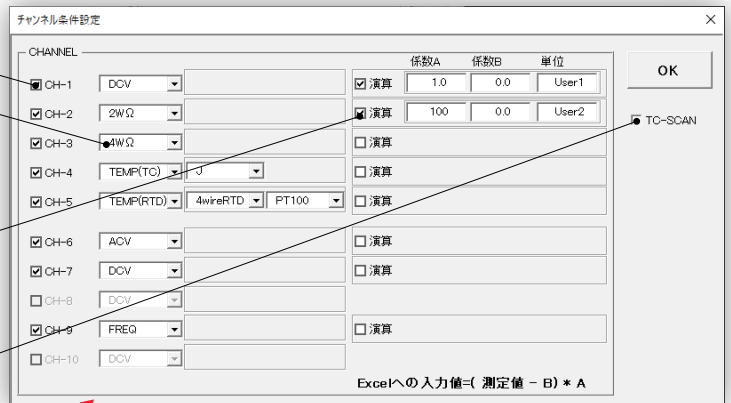 チャンネル条件設定
CHANNEL
係数A 係数B 単位
CH-1 DCV 演算 1.0 0.0 User1
OK
CH-2 2WΩ 演算 100 0.0 User2
TC-SCAN
CH-3 4WΩ 演算
CH-4 TEMP(TC) J 演算
CH-5 TEMP(RTD) 4wireRTD PT100 演算
CH-6 ACV 演算
CH-7 DCV 演算
CH-8 DCV
CH-9 FREQ 演算
CH-10 DCV
Excelへの入力値=( 測定値 - B) * A